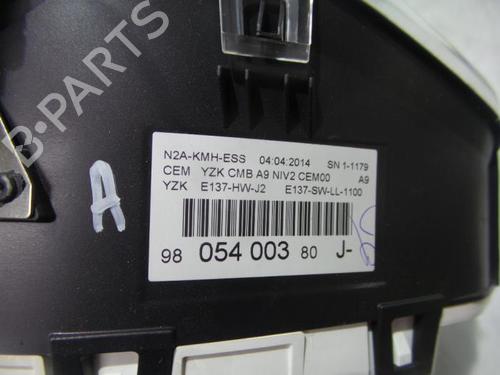 B-PARTS
A
N2A-KMH-ESS 04:04:2014 SN 1-1179
CEM YZK CMB A9 NIV2 CEM00 A9
YZK E137-HW-J2 E137-SW-LL-1100
98 054 003 80 J-